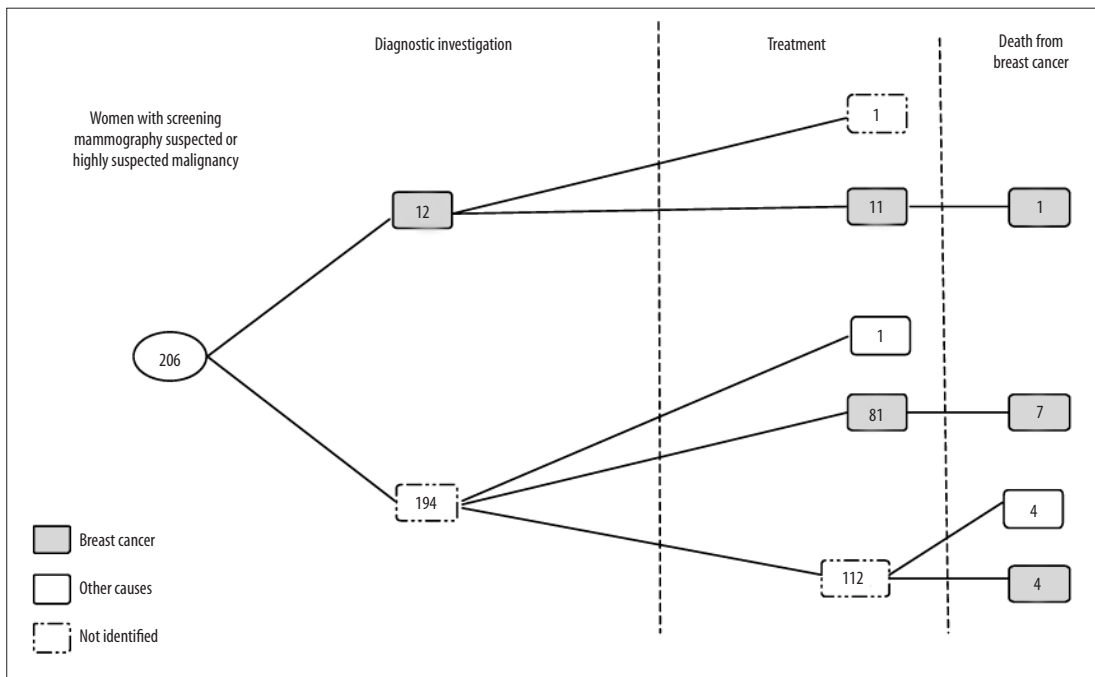 Diagnostic investigation
Treatment
Death from
breast cancer
Women with screening
mammography suspected or
highly suspected malignancy
1
12
11
1
1
206
81
7
194
4
112
4
Breast cancer
Other causes
Not identified